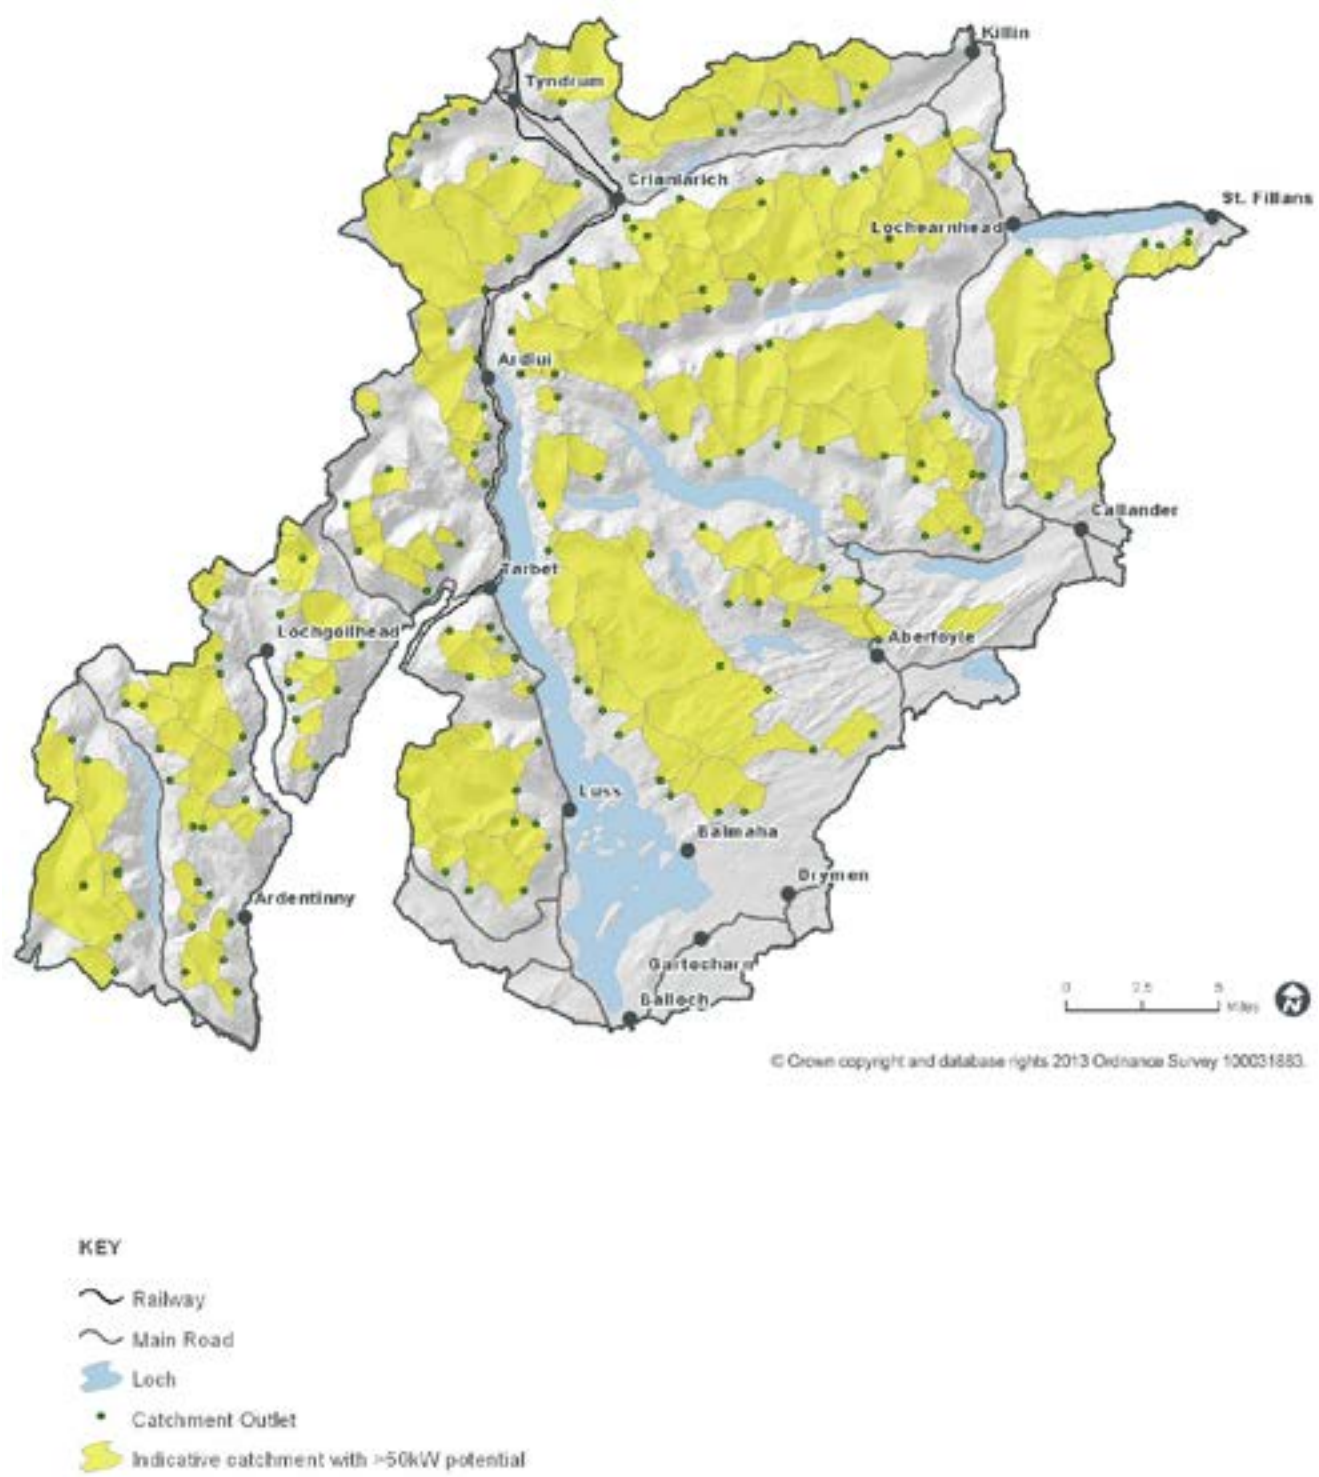 Killin
Tyndrum
Crianlarich
St. Fillans
Lochearnhead
Ardlui
Callander
Tarbet
Lochgoilhead
Aberfoyle
Luss
Balmaha
Drymen
Ardentinny
Gartocharn
Balloch
0 2.5 5
Miles
N
© Crown copyright and database rights 2013 Ordnance Survey 100031883.
KEY
Railway
Main Road
Loch
Catchment Outlet
Indicative catchment with >50kW potential